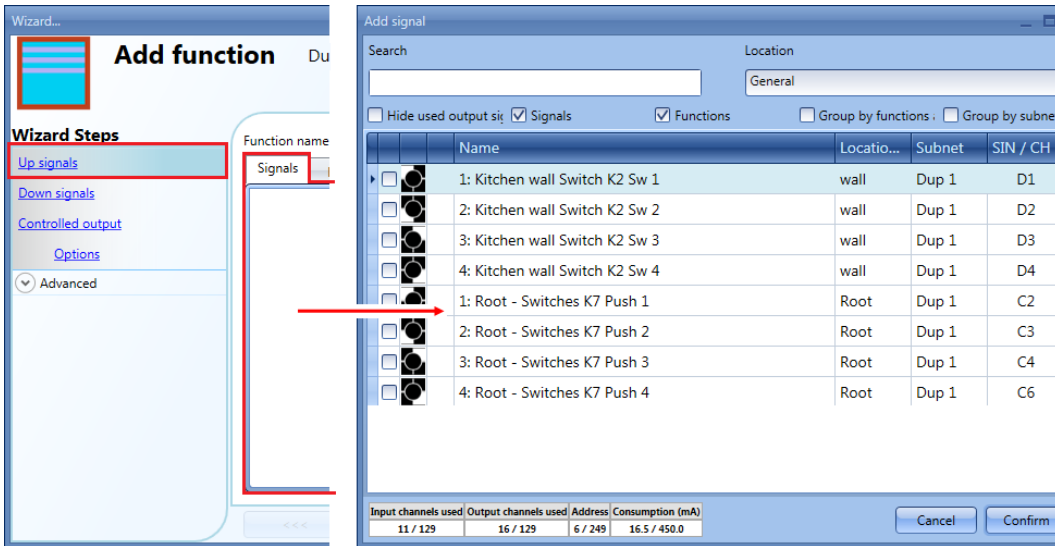 Wizard...
Add function Du
Wizard Steps
Up signals
Down signals
Controlled output
Options
Advanced
Function name
Signals
<<<
Add signal
Search Location
General
Hide used output sig Signals Functions Group by functions Group by subne
Name Locatio... Subnet SIN / CH
1: Kitchen wall Switch K2 Sw 1 wall Dup 1 D1
2: Kitchen wall Switch K2 Sw 2 wall Dup 1 D2
3: Kitchen wall Switch K2 Sw 3 wall Dup 1 D3
4: Kitchen wall Switch K2 Sw 4 wall Dup 1 D4
1: Root - Switches K7 Push 1 Root Dup 1 C2
2: Root - Switches K7 Push 2 Root Dup 1 C3
3: Root - Switches K7 Push 3 Root Dup 1 C4
4: Root - Switches K7 Push 4 Root Dup 1 C6
Input channels used Output channels used Address Consumption (mA)
11 / 129 16 / 129 6 / 249 16.5 / 450.0
Cancel Confirm